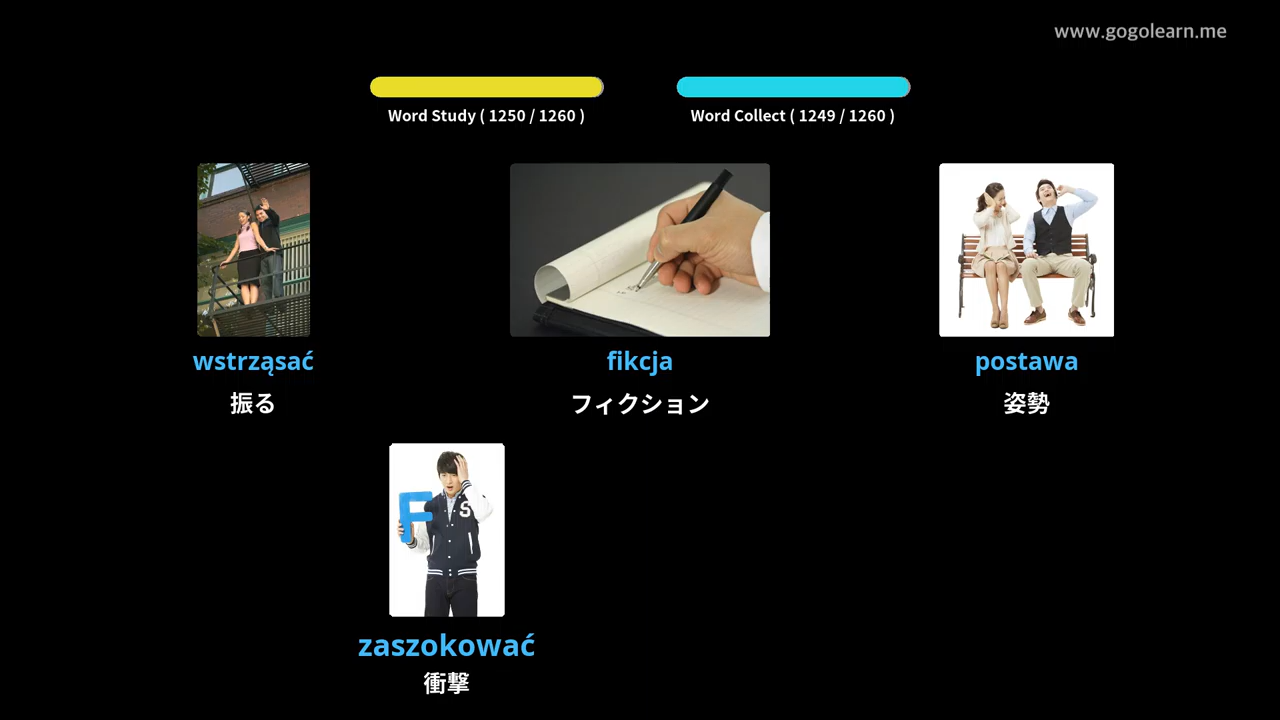 www.gogolearn.me
Word Study ( 1250 / 1260 )
Word Collect ( 1249 / 1260 )
wstrząsać
振る
fikcja
フィクション
postawa
姿勢
F
S
zaszokować
衝撃